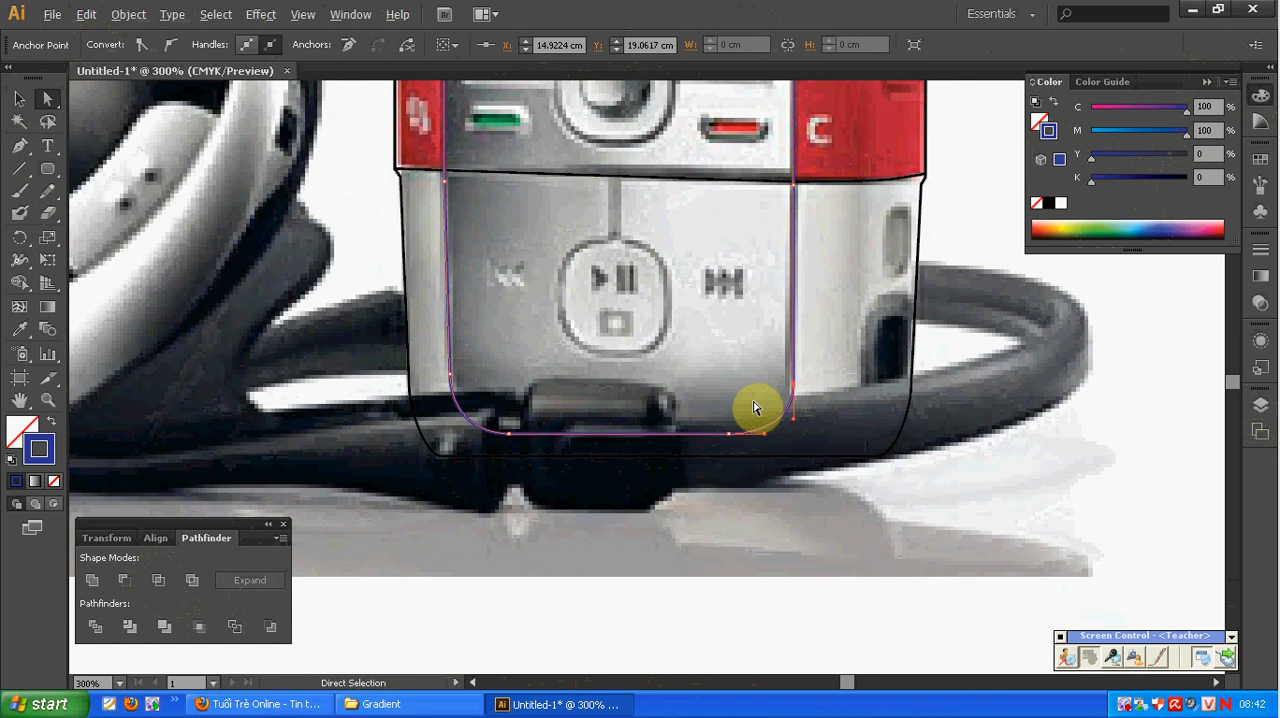 Ai File Edit Object Type Select Effect View Window Help Br Essentials
Anchor Point Convert: Handles: Anchors: X: 14.9224 cm Y: 19.0617 cm W: 0 cm H: 0 cm
Untitled-1* @ 300% (CMYK/Preview)
Color Color Guide
C 100 %
M 100 %
Y 0 %
K 0 %
C
Transform Align Pathfinder
Shape Modes:
Expand
Pathfinders:
Screen Control - <Teacher>
300% 1 Direct Selection
start Tuổi Trẻ Online - Tin t... Gradient Untitled-1* @ 300% ... 08:42